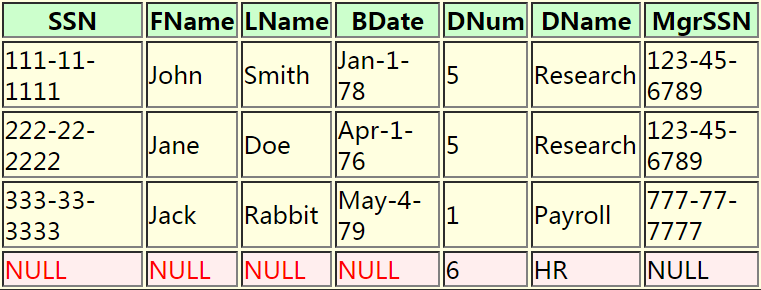 SSN FName LName BDate DNum DName MgrSSN
111-11- Jan-1- 123-45-
John Smith 5 Research
1111 78 6789
222-22- Apr-1- 123-45-
Jane Doe 5 Research
2222 76 6789
333-33- May-4- 777-77-
Jack Rabbit 1 Payroll
3333 79 7777
NULL NULL NULL NULL 6 HR NULL